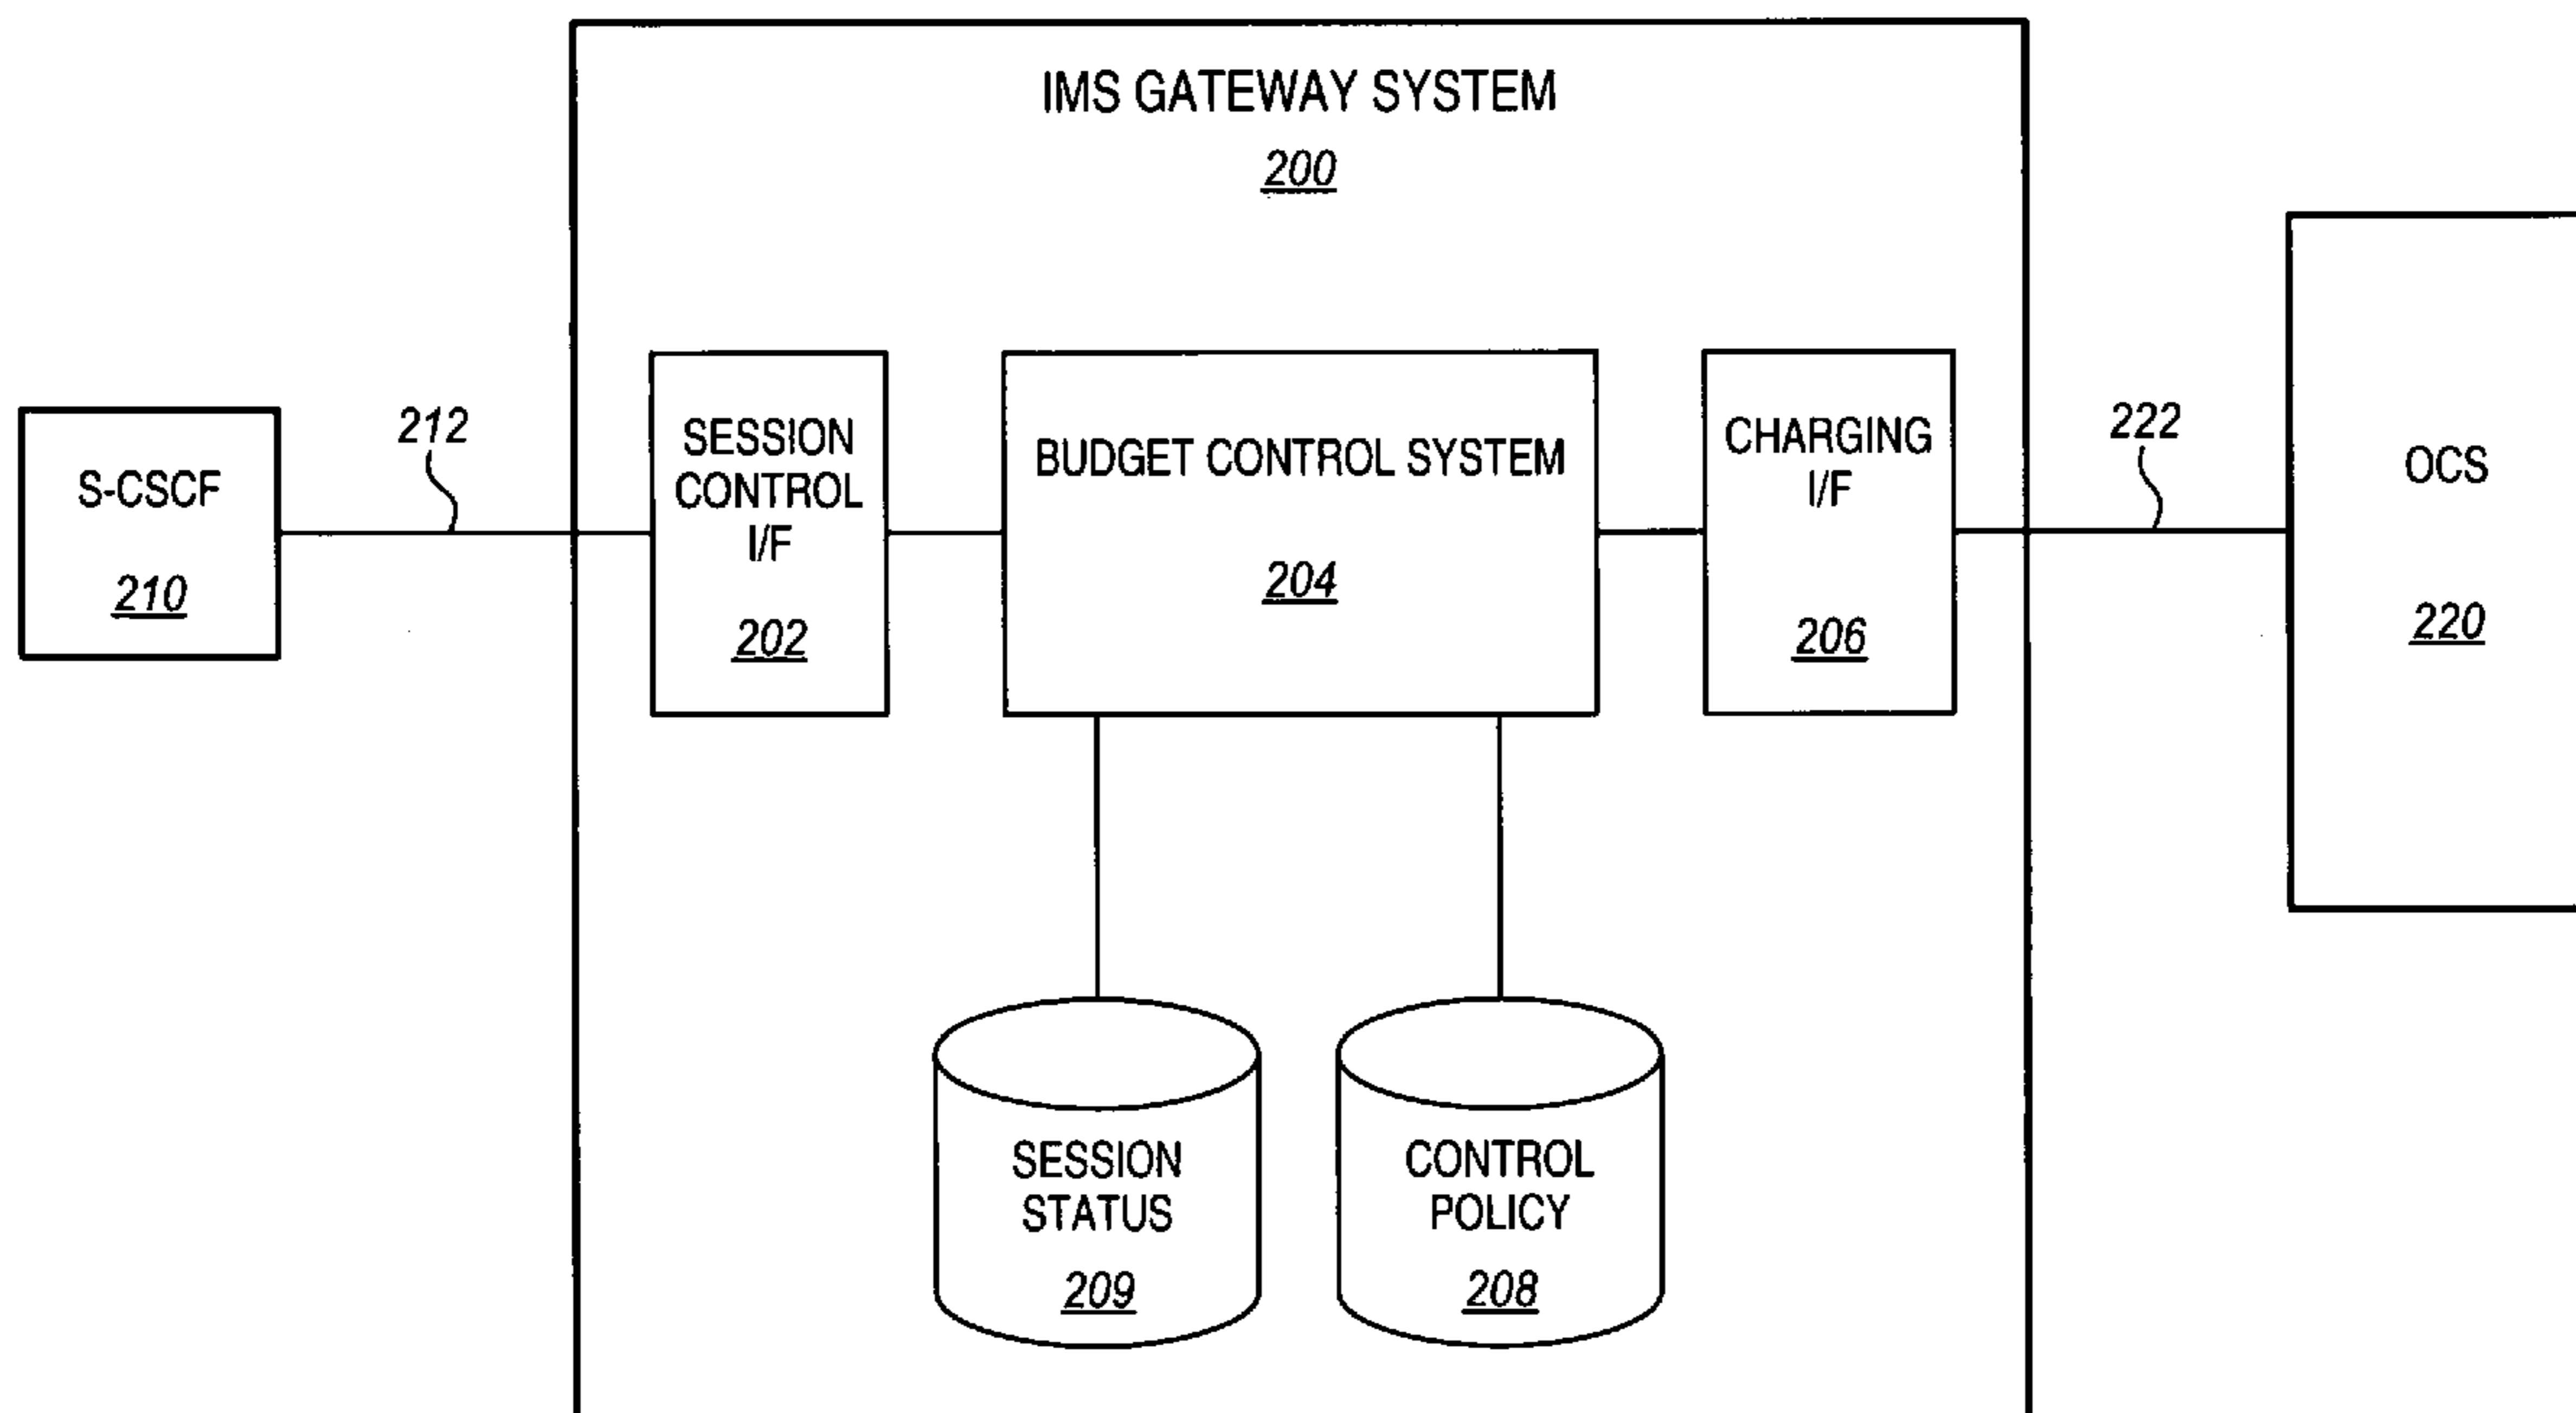 IMS GATEWAY SYSTEM
200
S-CSCF
210
212
SESSION
CONTROL
I/F
202
BUDGET CONTROL SYSTEM
204
CHARGING
I/F
206
222
OCS
220
SESSION
STATUS
209
CONTROL
POLICY
208